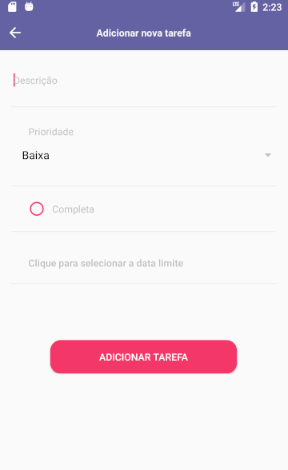 2:23
Adicionar nova tarefa
Descrição
Prioridade
Baixa
Completa
Clique para selecionar a data limite
ADICIONAR TAREFA